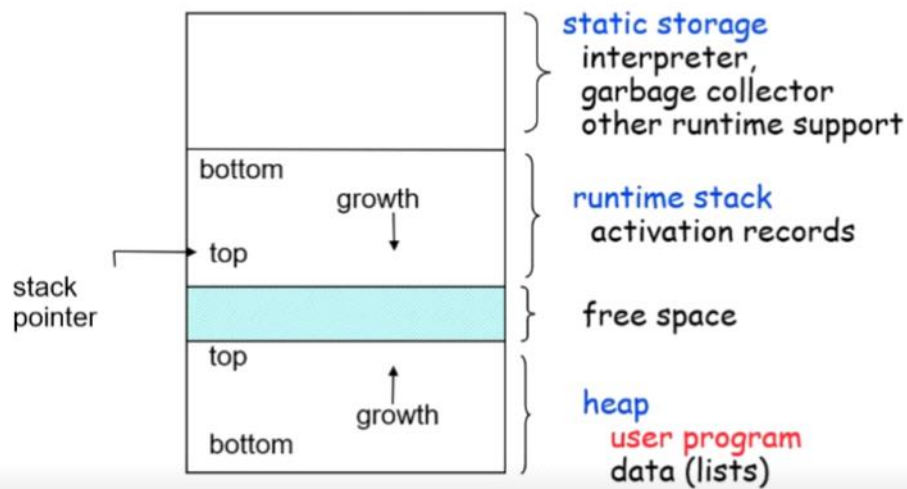 static storage
interpreter,
garbage collector
other runtime support
bottom
growth
runtime stack
activation records
top
stack
pointer
free space
top
growth
heap
user program
bottom
data (lists)